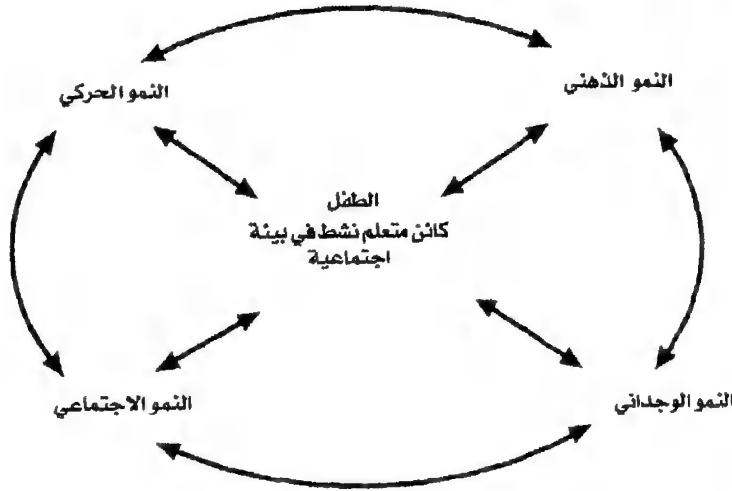 النمو الذهني
النمو الحركي
الطفل
كائن متعلم نشط في بيئة
اجتماعية
النمو الوجداني
النمو الاجتماعي